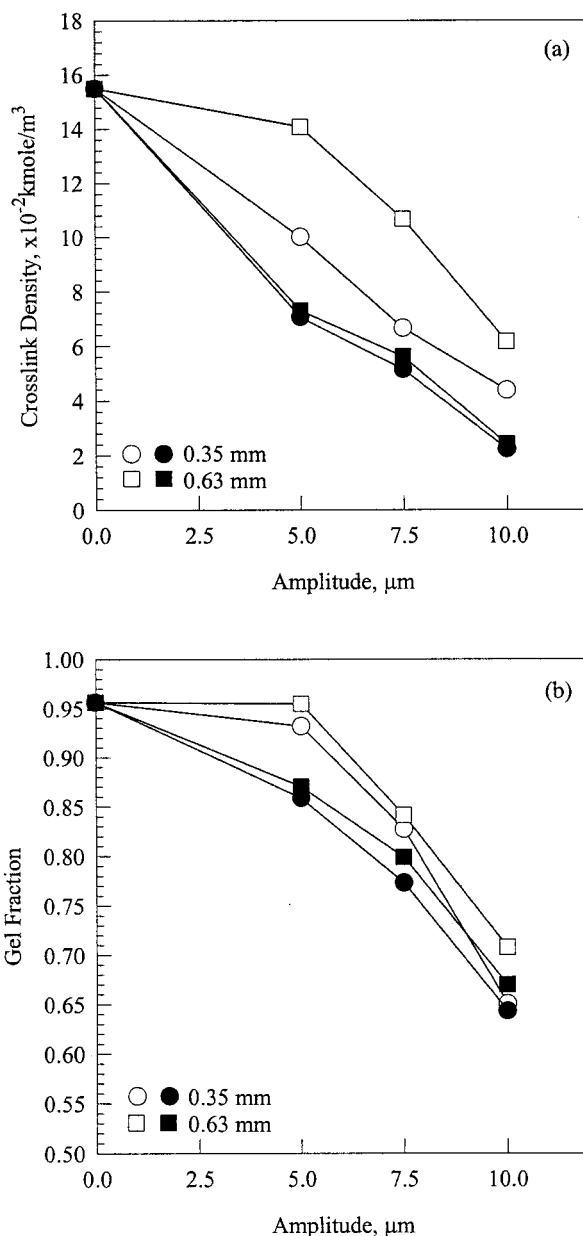 18
(a)
16
14
12
10
8
6
4
2
0
Crosslink Density, x10⁻²kmole/m³
0.35 mm
0.63 mm
0.0 2.5 5.0 7.5 10.0
Amplitude, μm
1.00
(b)
0.95
0.90
0.85
0.80
0.75
0.70
0.65
0.60
0.55
0.50
Gel Fraction
0.35 mm
0.63 mm
0.0 2.5 5.0 7.5 10.0
Amplitude, μm